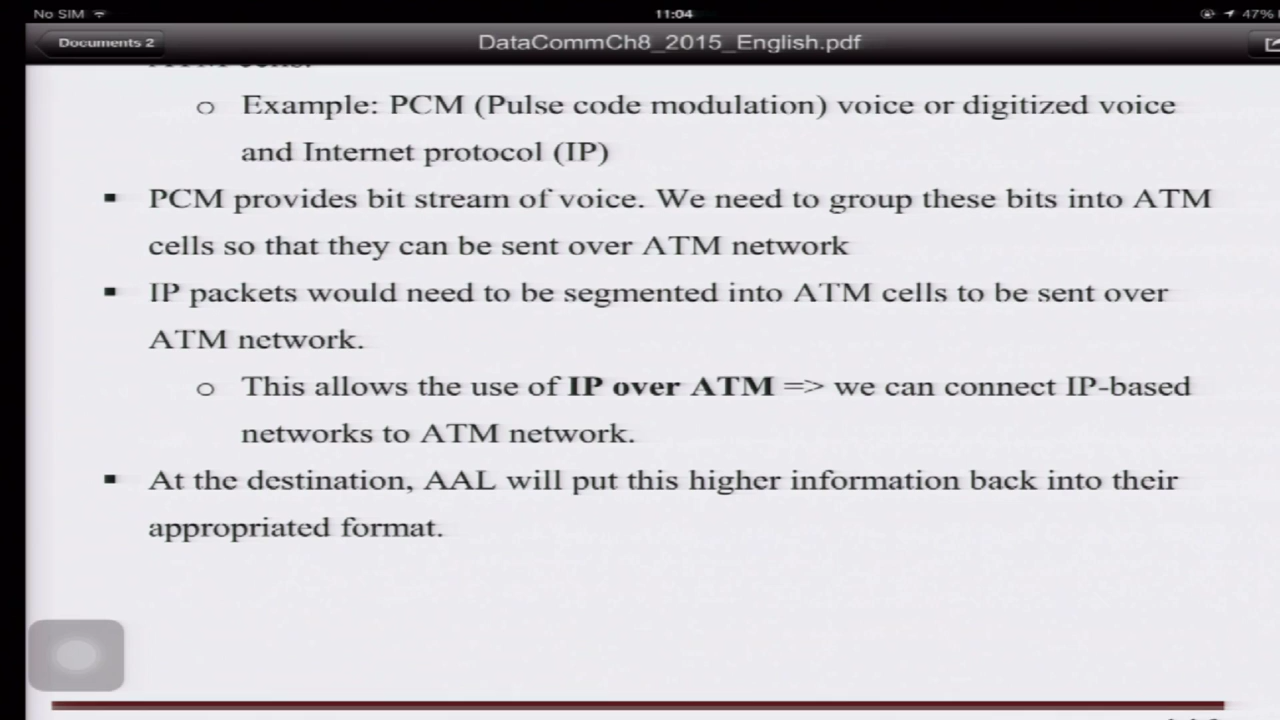 No SIM 11:04 47%
Documents 2 DataCommCh8_2015_English.pdf
ATM cells.
o Example: PCM (Pulse code modulation) voice or digitized voice
and Internet protocol (IP)
▪ PCM provides bit stream of voice. We need to group these bits into ATM
cells so that they can be sent over ATM network
▪ IP packets would need to be segmented into ATM cells to be sent over
ATM network.
o This allows the use of IP over ATM => we can connect IP-based
networks to ATM network.
▪ At the destination, AAL will put this higher information back into their
appropriated format.